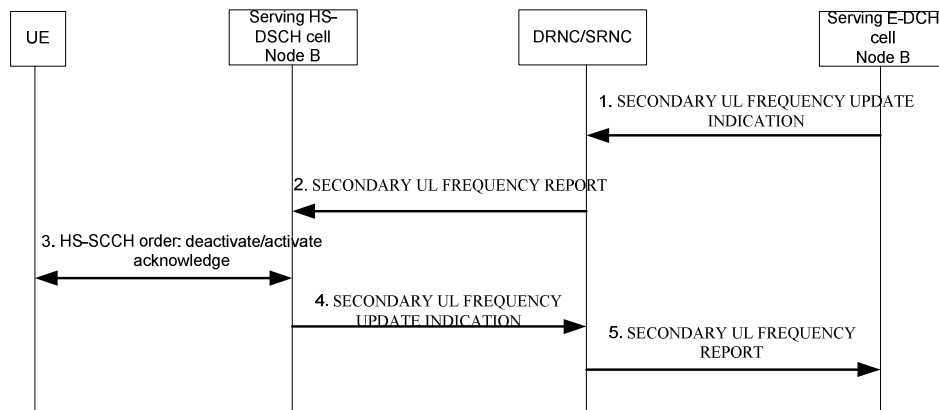 UE
Serving HS-
DSCH cell
Node B
DRNC/SRNC
Serving E-DCH
cell
Node B
1. SECONDARY UL FREQUENCY UPDATE
INDICATION
2. SECONDARY UL FREQUENCY REPORT
3. HS-SCCH order: deactivate/activate
acknowledge
4. SECONDARY UL FREQUENCY
UPDATE INDICATION
5. SECONDARY UL FREQUENCY
REPORT